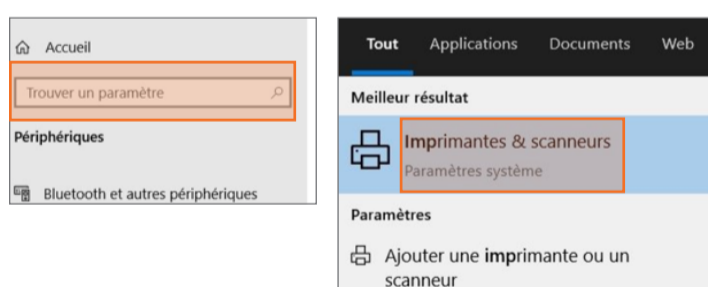 Accueil
Trouver un paramètre
Périphériques
Bluetooth et autres périphériques
Tout Applications Documents Web
Meilleur résultat
Imprimantes & scanneurs
Paramètres système
Paramètres
Ajouter une imprimante ou un
scanneur